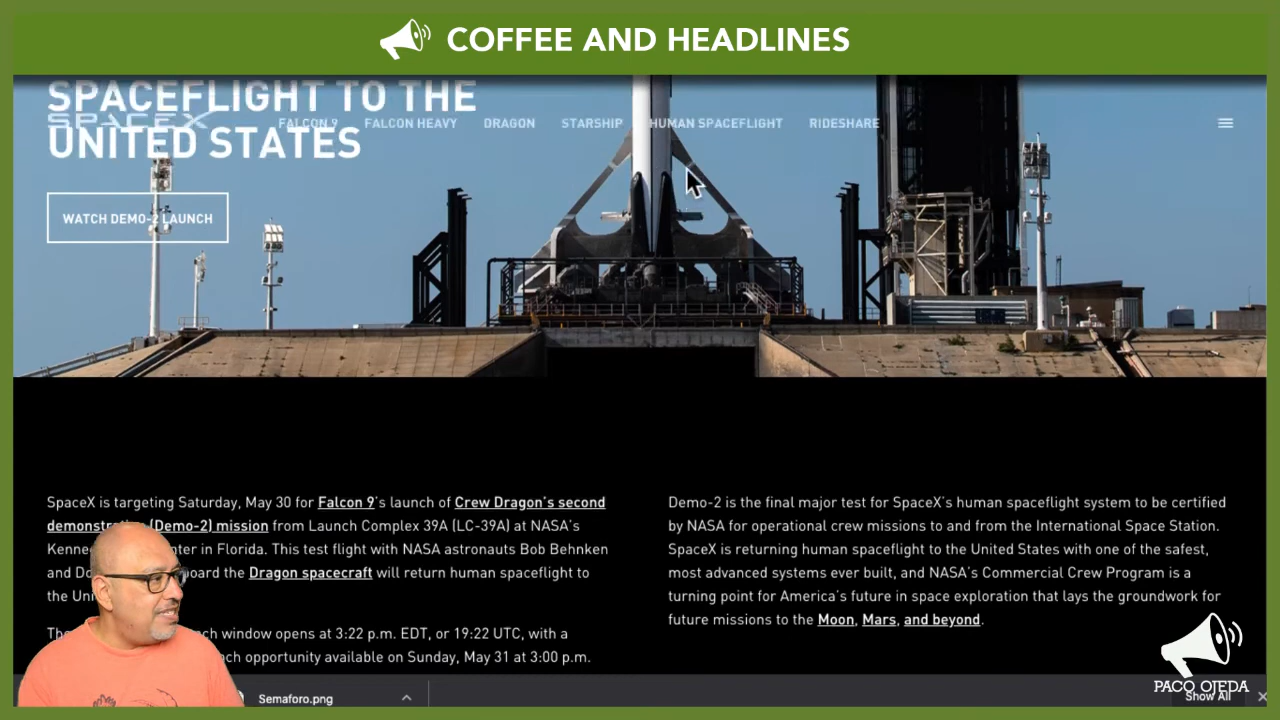 COFFEE AND HEADLINES
SPACEFLIGHT TO THE
SPACEX FALCON 9 FALCON HEAVY DRAGON STARSHIP HUMAN SPACEFLIGHT RIDESHARE
UNITED STATES
WATCH DEMO-2 LAUNCH
SpaceX is targeting Saturday, May 30 for Falcon 9's launch of Crew Dragon's second
(Demo-2) mission from Launch Complex 39A (LC-39A) at NASA's
in Florida. This test flight with NASA astronauts Bob Behnken
and the Dragon spacecraft will return human spaceflight to
the
window opens at 3:22 p.m. EDT, or 19:22 UTC, with a
opportunity available on Sunday, May 31 at 3:00 p.m.
Demo-2 is the final major test for SpaceX's human spaceflight system to be certified
by NASA for operational crew missions to and from the International Space Station.
SpaceX is returning human spaceflight to the United States with one of the safest,
most advanced systems ever built, and NASA's Commercial Crew Program is a
turning point for America's future in space exploration that lays the groundwork for
future missions to the Moon, Mars, and beyond.
PACO OJEDA
Semaforo.png
Show All